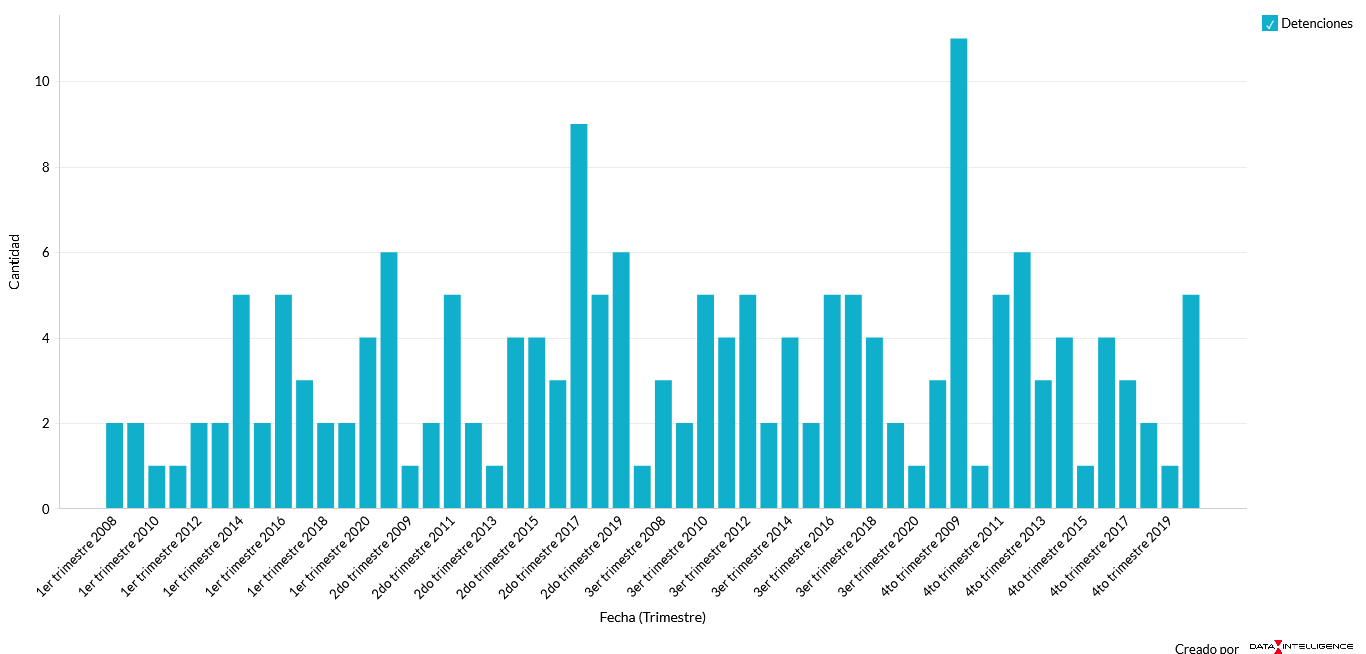 Detenciones
10
8
6
4
2
0
Cantidad
1er trimestre 2008
1er trimestre 2010
1er trimestre 2012
1er trimestre 2014
1er trimestre 2016
1er trimestre 2018
1er trimestre 2020
2do trimestre 2009
2do trimestre 2011
2do trimestre 2013
2do trimestre 2015
2do trimestre 2017
2do trimestre 2019
3er trimestre 2008
3er trimestre 2010
3er trimestre 2012
3er trimestre 2014
3er trimestre 2016
3er trimestre 2018
3er trimestre 2020
4to trimestre 2009
4to trimestre 2011
4to trimestre 2013
4to trimestre 2015
4to trimestre 2017
4to trimestre 2019
Fecha (Trimestre)
Creado por DATA INTELLIGENCE